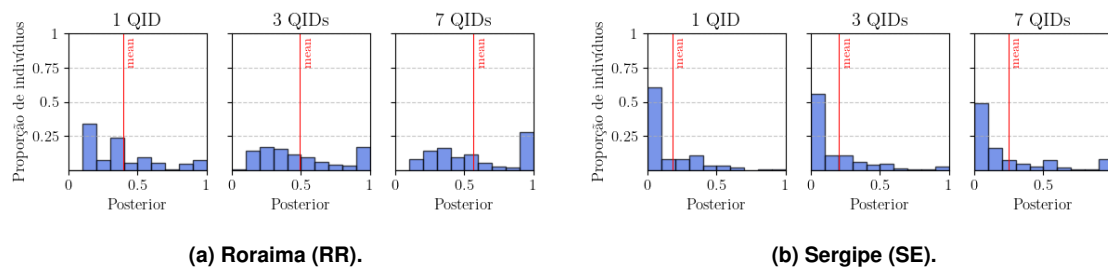 1 QID 3 QIDs 7 QIDs
Proporção de indivíduos
1
0.75
0.5
0.25
mean mean mean
0 0.5 1 0 0.5 1 0 0.5 1
Posterior Posterior Posterior
(a) Roraima (RR).
1 QID 3 QIDs 7 QIDs
Proporção de indivíduos
1
0.75
0.5
0.25
mean mean mean
0 0.5 1 0 0.5 1 0 0.5 1
Posterior Posterior Posterior
(b) Sergipe (SE).